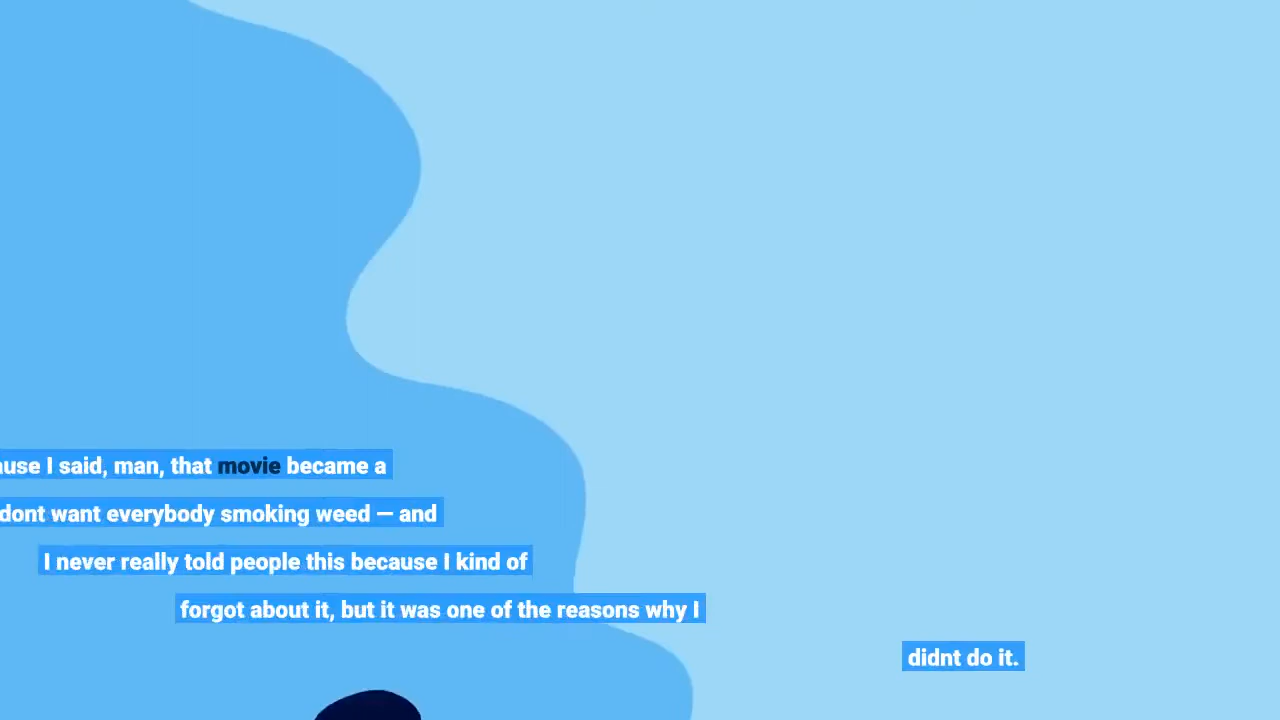 ause I said, man, that movie became a
dont want everybody smoking weed — and
I never really told people this because I kind of
forgot about it, but it was one of the reasons why I
didnt do it.